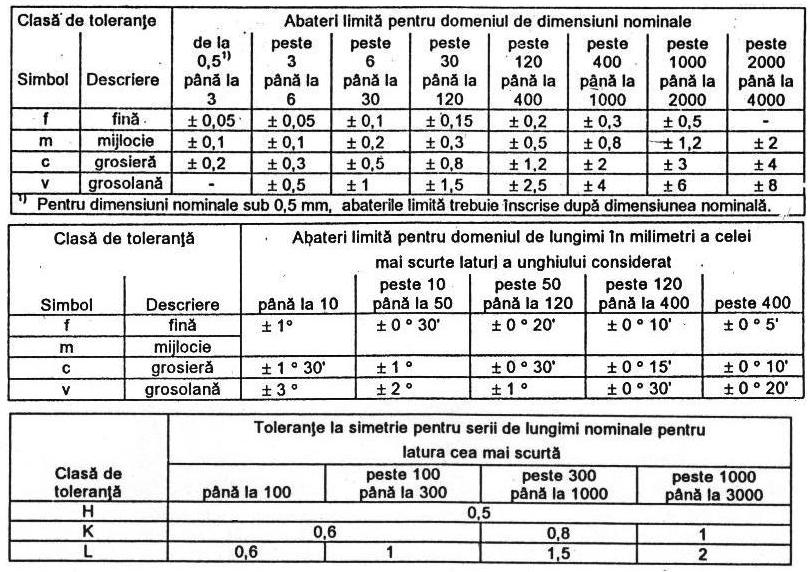 Clasă de toleranțe Abateri limită pentru domeniul de dimensiuni nominale
Simbol Descriere de la 0,5¹⁾ până la 3 peste 3 până la 6 peste 6 până la 30 peste 30 până la 120 peste 120 până la 400 peste 400 până la 1000 peste 1000 până la 2000 peste 2000 până la 4000
f fină ± 0,05 ± 0,05 ± 0,1 ± 0,15 ± 0,2 ± 0,3 ± 0,5 -
m mijlocie ± 0,1 ± 0,1 ± 0,2 ± 0,3 ± 0,5 ± 0,8 ± 1,2 ± 2
c grosieră ± 0,2 ± 0,3 ± 0,5 ± 0,8 ± 1,2 ± 2 ± 3 ± 4
v grosolană - ± 0,5 ± 1 ± 1,5 ± 2,5 ± 4 ± 6 ± 8
¹⁾ Pentru dimensiuni nominale sub 0,5 mm, abaterile limită trebuie înscrise după dimensiunea nominală.
Clasă de toleranță Abateri limită pentru domeniul de lungimi în milimetri a celei
mai scurte laturi a unghiului considerat
Simbol Descriere până la 10 peste 10 până la 50 peste 50 până la 120 peste 120 până la 400 peste 400
f fină ± 1° ± 0 ° 30' ± 0 ° 20' ± 0 ° 10' ± 0 ° 5'
m mijlocie
c grosieră ± 1 ° 30' ± 1 ° ± 0 ° 30' ± 0 ° 15' ± 0 ° 10'
v grosolană ± 3 ° ± 2 ° ± 1 ° ± 0 ° 30' ± 0 ° 20'
Clasă de toleranță Toleranțe la simetrie pentru serii de lungimi nominale pentru
latura cea mai scurtă
până la 100 peste 100 până la 300 peste 300 până la 1000 peste 1000 până la 3000
H 0,5
K 0,6 0,8 1
L 0,6 1 1,5 2